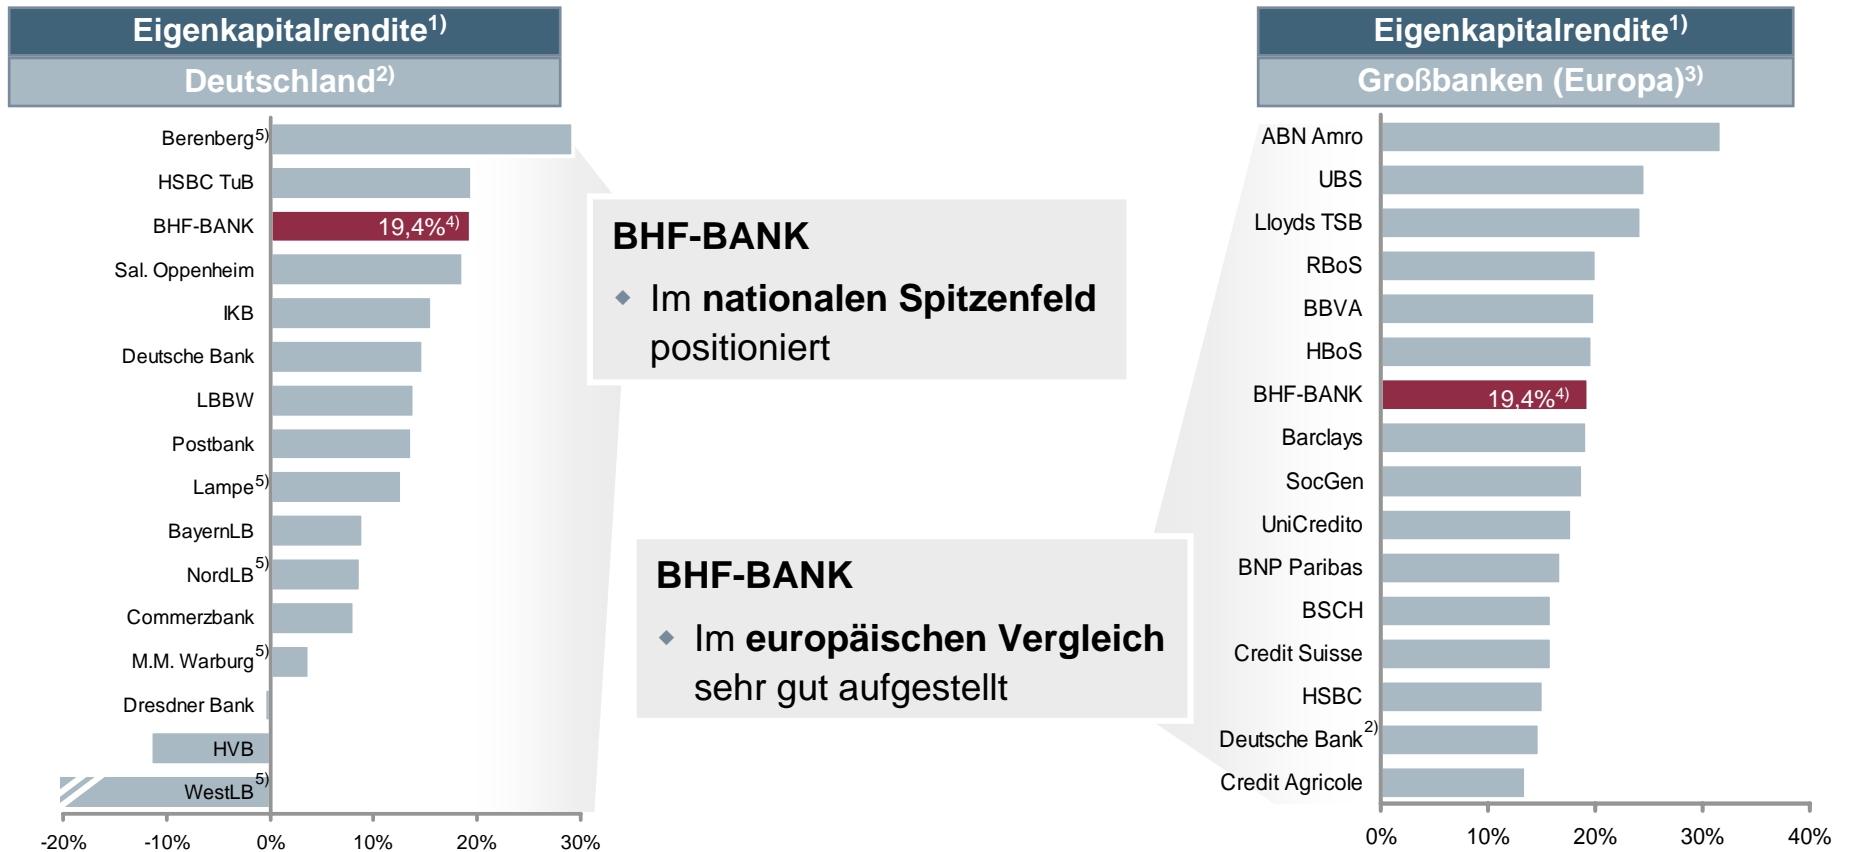 Eigenkapitalrendite1)
Deutschland2)
Berenberg5)
HSBC TuB
BHF-BANK 19,4%4)
Sal. Oppenheim
IKB
Deutsche Bank
LBBW
Postbank
Lampe5)
BayernLB
NordLB5)
Commerzbank
M.M. Warburg5)
Dresdner Bank
HVB
WestLB5)
-20% -10% 0% 10% 20% 30%
BHF-BANK
Im nationalen Spitzenfeld
positioniert
BHF-BANK
Im europäischen Vergleich
sehr gut aufgestellt
Eigenkapitalrendite1)
Großbanken (Europa)3)
ABN Amro
UBS
Lloyds TSB
RBoS
BBVA
HBoS
BHF-BANK 19,4%4)
Barclays
SocGen
UniCredito
BNP Paribas
BSCH
Credit Suisse
HSBC
Deutsche Bank2)
Credit Agricole
0% 10% 20% 30% 40%